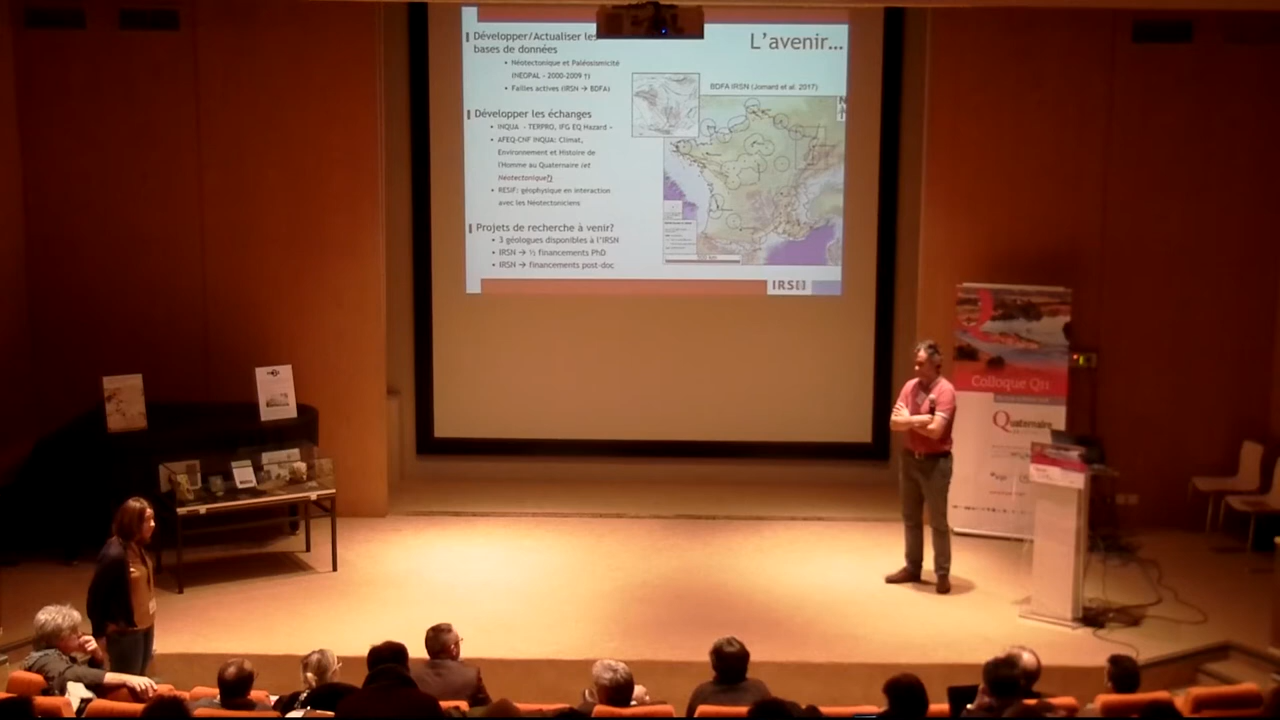 Développer/Actualiser les
bases de données
• Néotectonique et Paléosismicité
(NEOPAL - 2000-2009 †)
• Failles actives (IRSN → BDFA)
Développer les échanges
• INQUA - TERPRO, IFG EQ Hazard -
• AFEQ-CNF INQUA: Climat,
Environnement et Histoire de
l'Homme au Quaternaire (et
Néotectonique?)
• RESIF: géophysique en interaction
avec les Néotectoniciens
Projets de recherche à venir?
• 3 géologues disponibles à l'IRSN
• IRSN → ½ financements PhD
• IRSN → financements post-doc
L'avenir...
BDFA IRSN (Jomard et al. 2017)
N
IRSN
Colloque Q11
Quaternaire